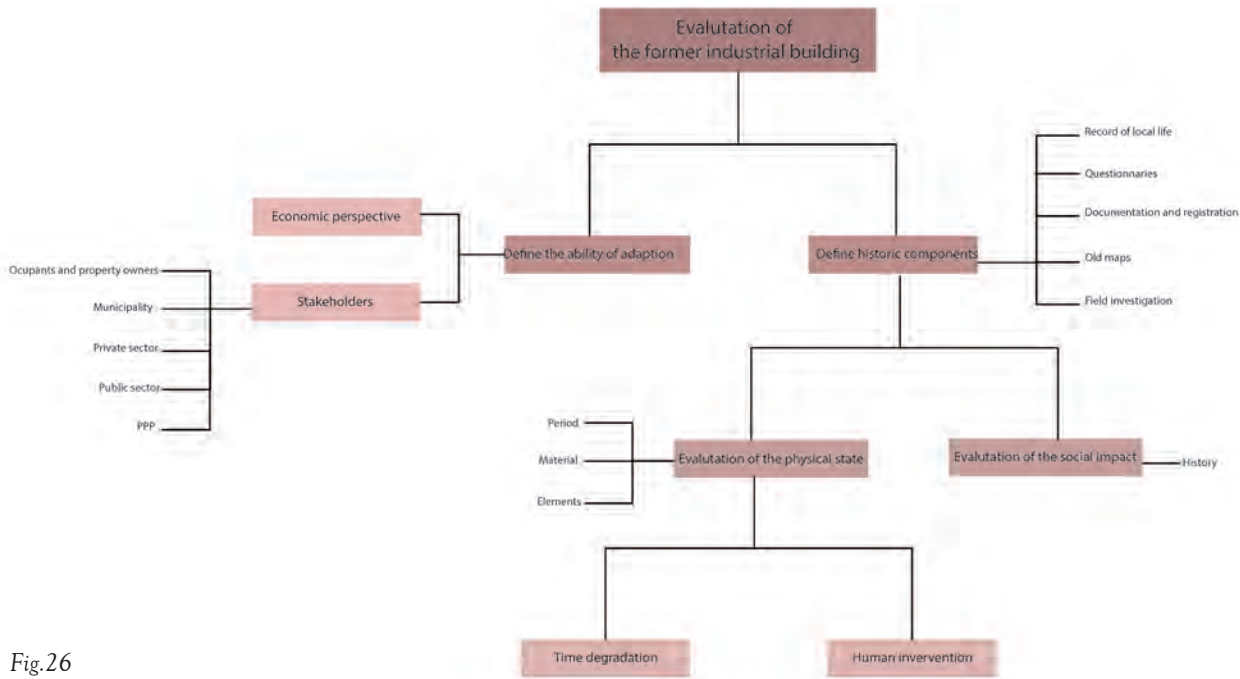 Evalutation of
the former industrial building
Record of local life
Questionnaries
Documentation and registration
Old maps
Field investigation
Economic perspective
Define the ability of adaption
Define historic components
Stakeholders
Ocupants and property owners
Municipality
Private sector
Public sector
PPP
Period
Material
Elements
Evalutation of the physical state
Evalutation of the social impact
History
Time degradation
Human invervention
Fig.26